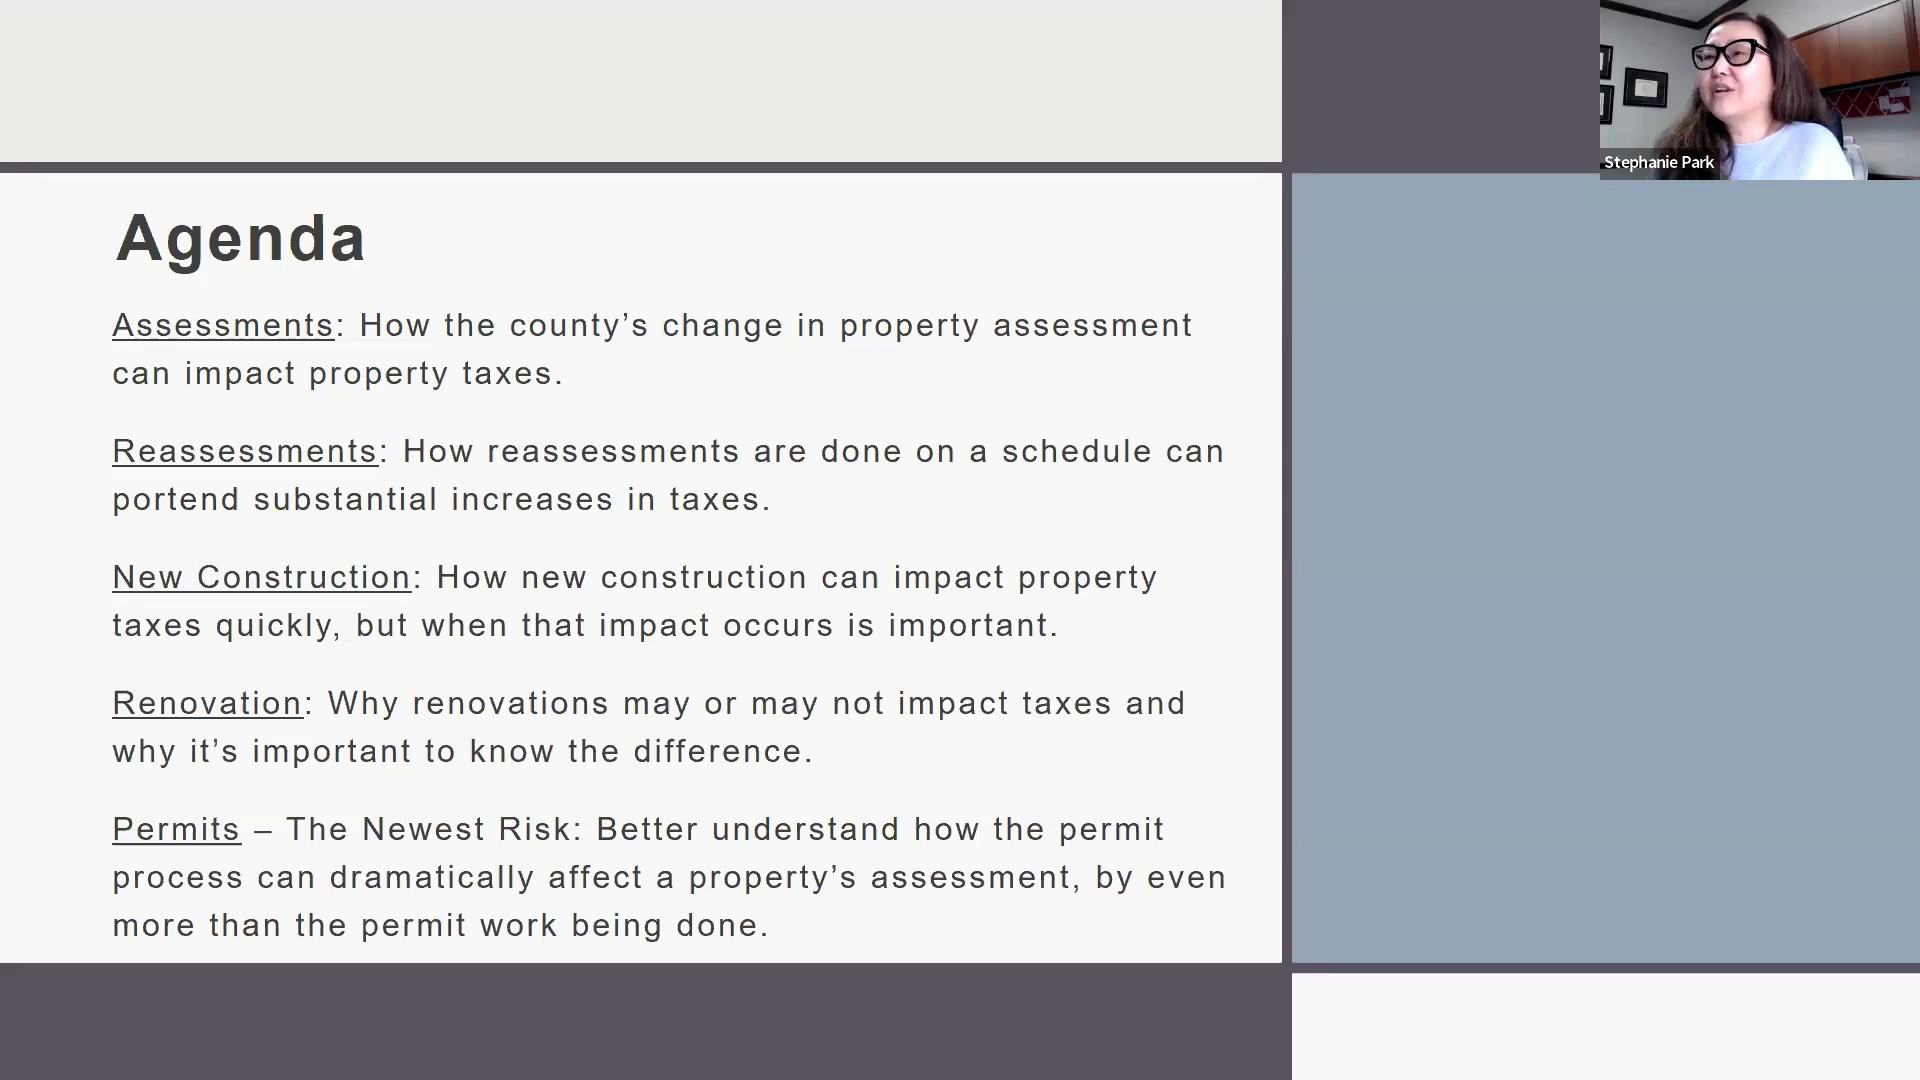 Stephanie Park
Agenda
Assessments: How the county’s change in property assessment
can impact property taxes.
Reassessments: How reassessments are done on a schedule can
portend substantial increases in taxes.
New Construction: How new construction can impact property
taxes quickly, but when that impact occurs is important.
Renovation: Why renovations may or may not impact taxes and
why it’s important to know the difference.
Permits – The Newest Risk: Better understand how the permit
process can dramatically affect a property’s assessment, by even
more than the permit work being done.